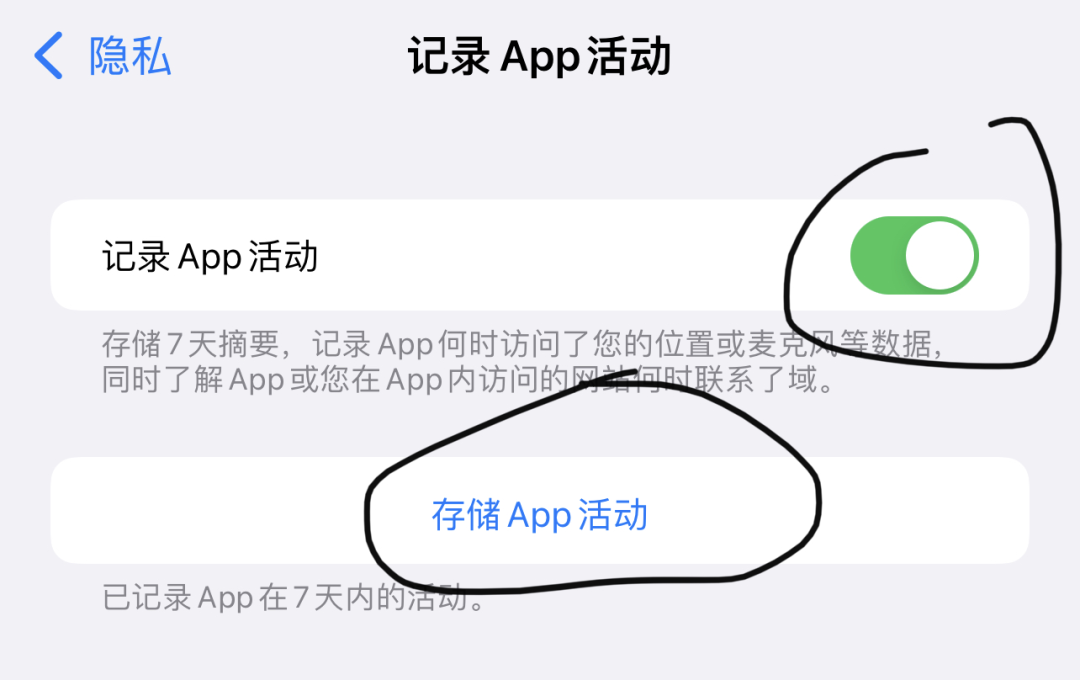 隐私
记录 App 活动
记录 App 活动
存储 7 天摘要，记录 App 何时访问了您的位置或麦克风等数据，
同时了解 App 或您在 App 内访问的网站何时联系了域。
存储 App 活动
已记录 App 在 7 天内的活动。